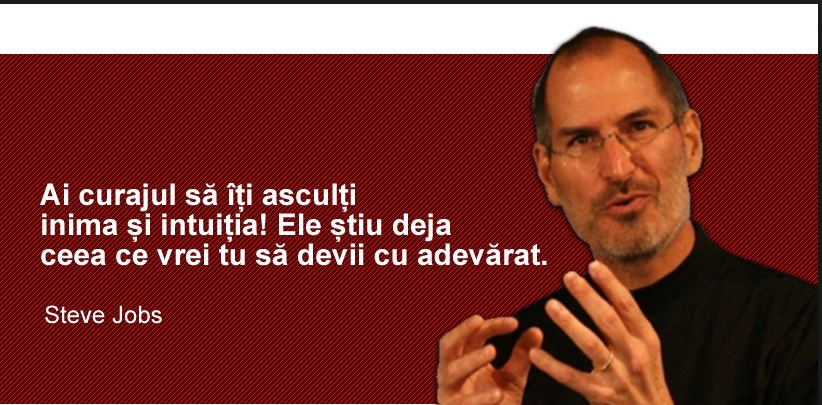 Ai curajul să îți asculți
inima și intuiția! Ele știu deja
ceea ce vrei tu să devii cu adevărat.
Steve Jobs